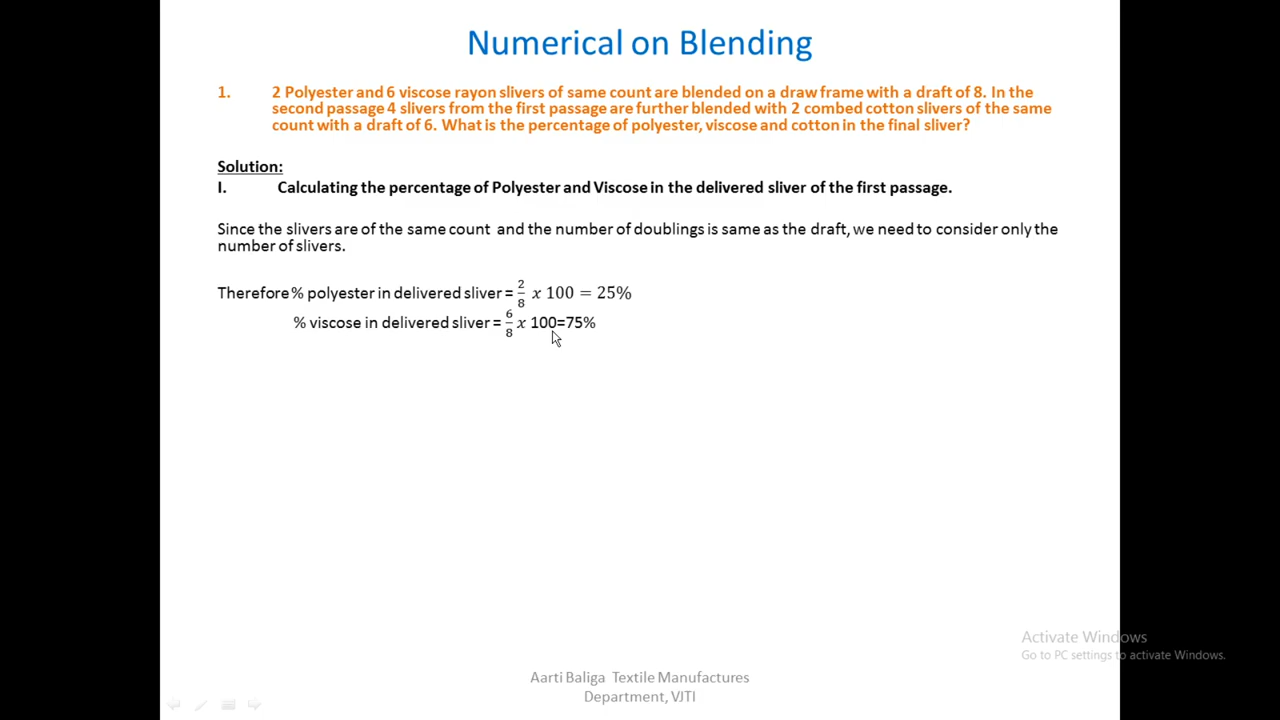 Numerical on Blending
1. 2 Polyester and 6 viscose rayon slivers of same count are blended on a draw frame with a draft of 8. In the
second passage 4 slivers from the first passage are further blended with 2 combed cotton slivers of the same
count with a draft of 6. What is the percentage of polyester, viscose and cotton in the final sliver?
Solution:
I. Calculating the percentage of Polyester and Viscose in the delivered sliver of the first passage.
Since the slivers are of the same count and the number of doublings is same as the draft, we need to consider only the
number of slivers.
Therefore % polyester in delivered sliver = 2/8 x 100 = 25%
% viscose in delivered sliver = 6/8 x 100=75%
Activate Windows
Go to PC settings to activate Windows.
Aarti Baliga Textile Manufactures
Department, VJTI